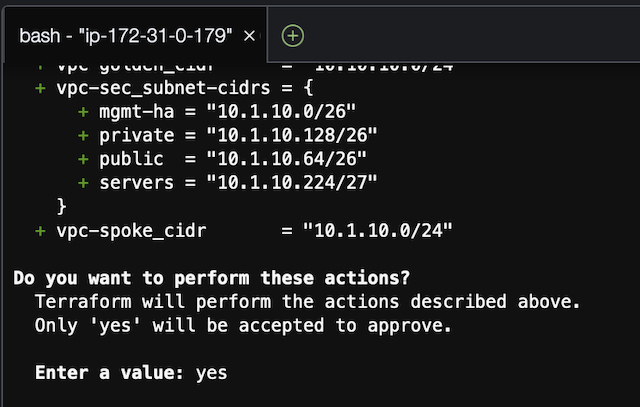 bash - "ip-172-31-0-179" ×
+ vpc-sec_subnet-cidrs = {
+ mgmt-ha = "10.1.10.0/26"
+ private = "10.1.10.128/26"
+ public = "10.1.10.64/26"
+ servers = "10.1.10.224/27"
}
+ vpc-spoke_cidr = "10.1.10.0/24"
Do you want to perform these actions?
Terraform will perform the actions described above.
Only 'yes' will be accepted to approve.
Enter a value: yes